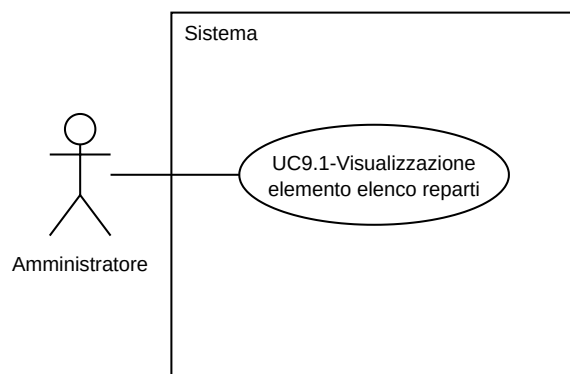 Sistema
UC9.1-Visualizzazione
elemento elenco reparti
Amministratore